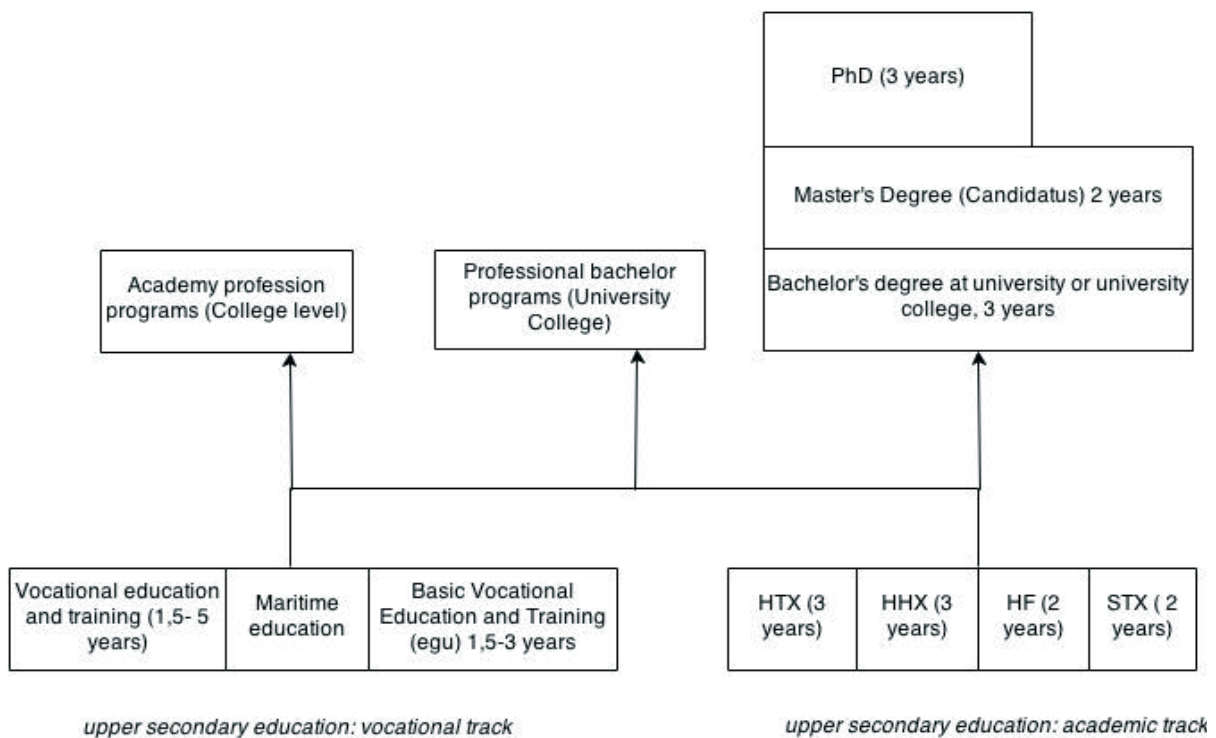 PhD (3 years)
Master's Degree (Candidatus) 2 years
Academy profession
programs (College level)
Professional bachelor
programs (University
College)
Bachelor's degree at university or university
college, 3 years
Vocational education
and training (1,5- 5
years)
Maritime
education
Basic Vocational
Education and Training
(egu) 1,5-3 years
HTX (3
years)
HHX (3
years)
HF (2
years)
STX ( 2
years)
upper secondary education: vocational track
upper secondary education: academic track